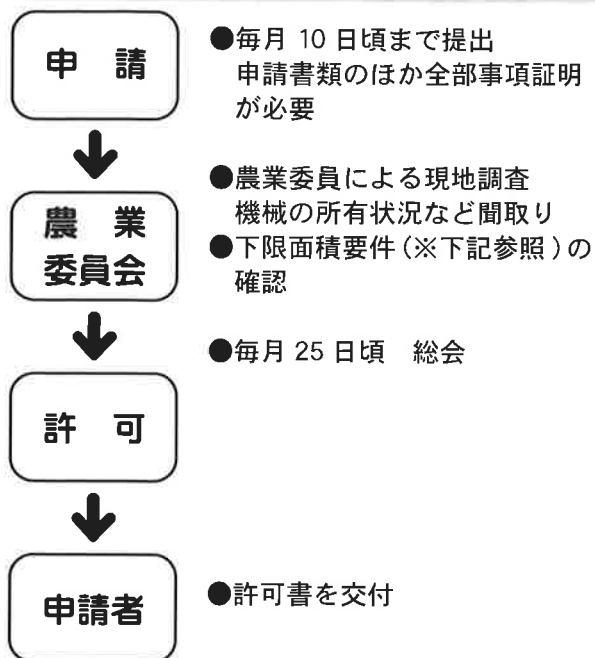 申 請
●毎月 10 日頃まで提出
申請書類のほか全部事項証明
が必要
農 業
委員会
●農業委員による現地調査
機械の所有状況など聞取り
●下限面積要件(※下記参照)の
確認
●毎月 25 日頃 総会
許 可
申請者
●許可書を交付